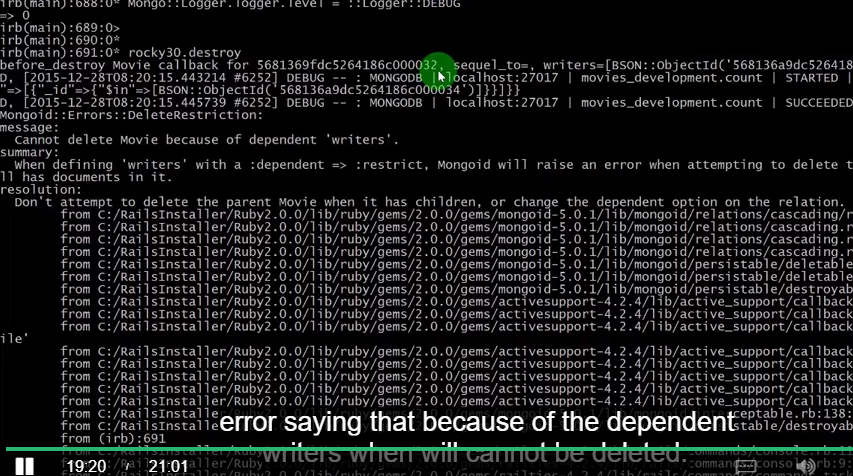 irb(main):688:0* Mongo::Logger.logger.level = ::Logger::DEBUG
=> 0
irb(main):689:0>
irb(main):690:0*
irb(main):691:0* rocky30.destroy
before_destroy Movie callback for 5681369fdc5264186c000032, sequel_to=, writers=[BSON::ObjectId('568136a9dc5264186
D, [2015-12-28T08:20:15.443214 #6252] DEBUG -- : MONGODB | localhost:27017 | movies_development.count | STARTED |
"=>[{"_id"=>{"$in"=>[BSON::ObjectId('568136a9dc5264186c000034')]}}]}}
D, [2015-12-28T08:20:15.445739 #6252] DEBUG -- : MONGODB | localhost:27017 | movies_development.count | SUCCEEDED
Mongoid::Errors::DeleteRestriction:
message:
Cannot delete Movie because of dependent 'writers'.
summary:
When defining 'writers' with a :dependent => :restrict, Mongoid will raise an error when attempting to delete t
ll has documents in it.
resolution:
Don't attempt to delete the parent Movie when it has children, or change the dependent option on the relation.
from C:/RailsInstaller/Ruby2.0.0/lib/ruby/gems/2.0.0/gems/mongoid-5.0.1/lib/mongoid/relations/cascading/r
from C:/RailsInstaller/Ruby2.0.0/lib/ruby/gems/2.0.0/gems/mongoid-5.0.1/lib/mongoid/relations/cascading.r
from C:/RailsInstaller/Ruby2.0.0/lib/ruby/gems/2.0.0/gems/mongoid-5.0.1/lib/mongoid/relations/cascading.r
from C:/RailsInstaller/Ruby2.0.0/lib/ruby/gems/2.0.0/gems/mongoid-5.0.1/lib/mongoid/relations/cascading.r
from C:/RailsInstaller/Ruby2.0.0/lib/ruby/gems/2.0.0/gems/mongoid-5.0.1/lib/mongoid/persistable/deletable
from C:/RailsInstaller/Ruby2.0.0/lib/ruby/gems/2.0.0/gems/mongoid-5.0.1/lib/mongoid/persistable/deletable
from C:/RailsInstaller/Ruby2.0.0/lib/ruby/gems/2.0.0/gems/mongoid-5.0.1/lib/mongoid/persistable/destroyab
from C:/RailsInstaller/Ruby2.0.0/lib/ruby/gems/2.0.0/gems/activesupport-4.2.4/lib/active_support/callback
from C:/RailsInstaller/Ruby2.0.0/lib/ruby/gems/2.0.0/gems/activesupport-4.2.4/lib/active_support/callback
from C:/RailsInstaller/Ruby2.0.0/lib/ruby/gems/2.0.0/gems/activesupport-4.2.4/lib/active_support/callback
ile'
from C:/RailsInstaller/Ruby2.0.0/lib/ruby/gems/2.0.0/gems/activesupport-4.2.4/lib/active_support/callback
from C:/RailsInstaller/Ruby2.0.0/lib/ruby/gems/2.0.0/gems/activesupport-4.2.4/lib/active_support/callback
from C:/RailsInstaller/Ruby2.0.0/lib/ruby/gems/2.0.0/gems/activesupport-4.2.4/lib/active_support/callback
from C:/RailsInstaller/Ruby2.0.0/lib/ruby/gems/2.0.0/gems/activesupport-4.2.4/lib/active_support/callback
from C:/RailsInstaller/Ruby2.0.0/lib/ruby/gems/2.0.0/gems/activesupport-4.2.4/lib/active_support/callback
from C:/RailsInstaller/
from C:/RailsInstaller/
from (irb):691
error saying that because of the dependent
writers when will cannot be deleted.
19:20
21:01